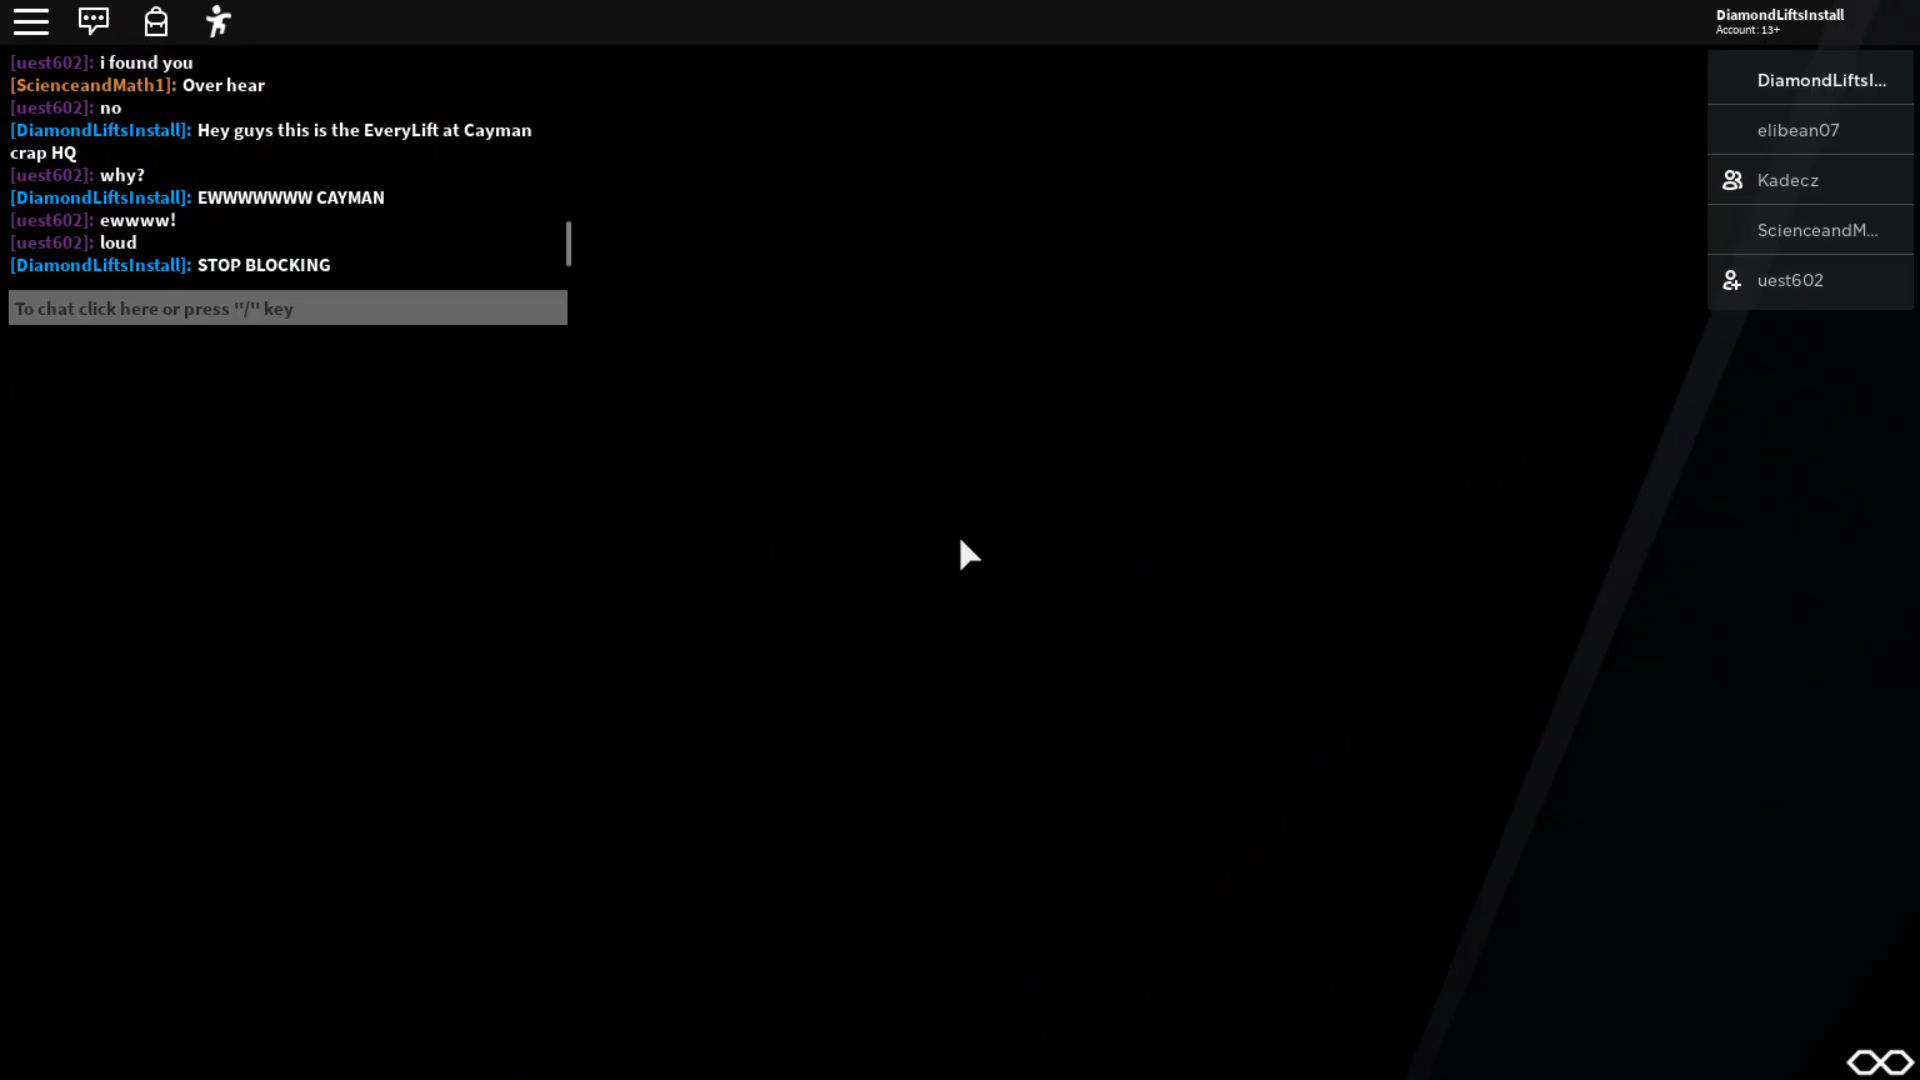 DiamondLiftsInstall
Account: 13+
[uest602]: i found you
[ScienceandMath1]: Over hear
[uest602]: no
[DiamondLiftsInstall]: Hey guys this is the EveryLift at Cayman
crap HQ
[uest602]: why?
[DiamondLiftsInstall]: EWWWWWWW CAYMAN
[uest602]: ewwww!
[uest602]: loud
[DiamondLiftsInstall]: STOP BLOCKING
To chat click here or press "/" key
DiamondLiftsI...
elibean07
Kadecz
ScienceandM...
uest602